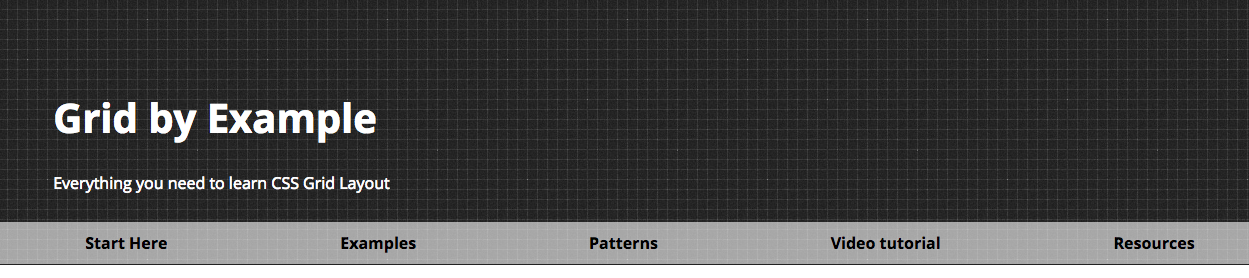 Grid by Example
Everything you need to learn CSS Grid Layout
Start Here Examples Patterns Video tutorial Resources